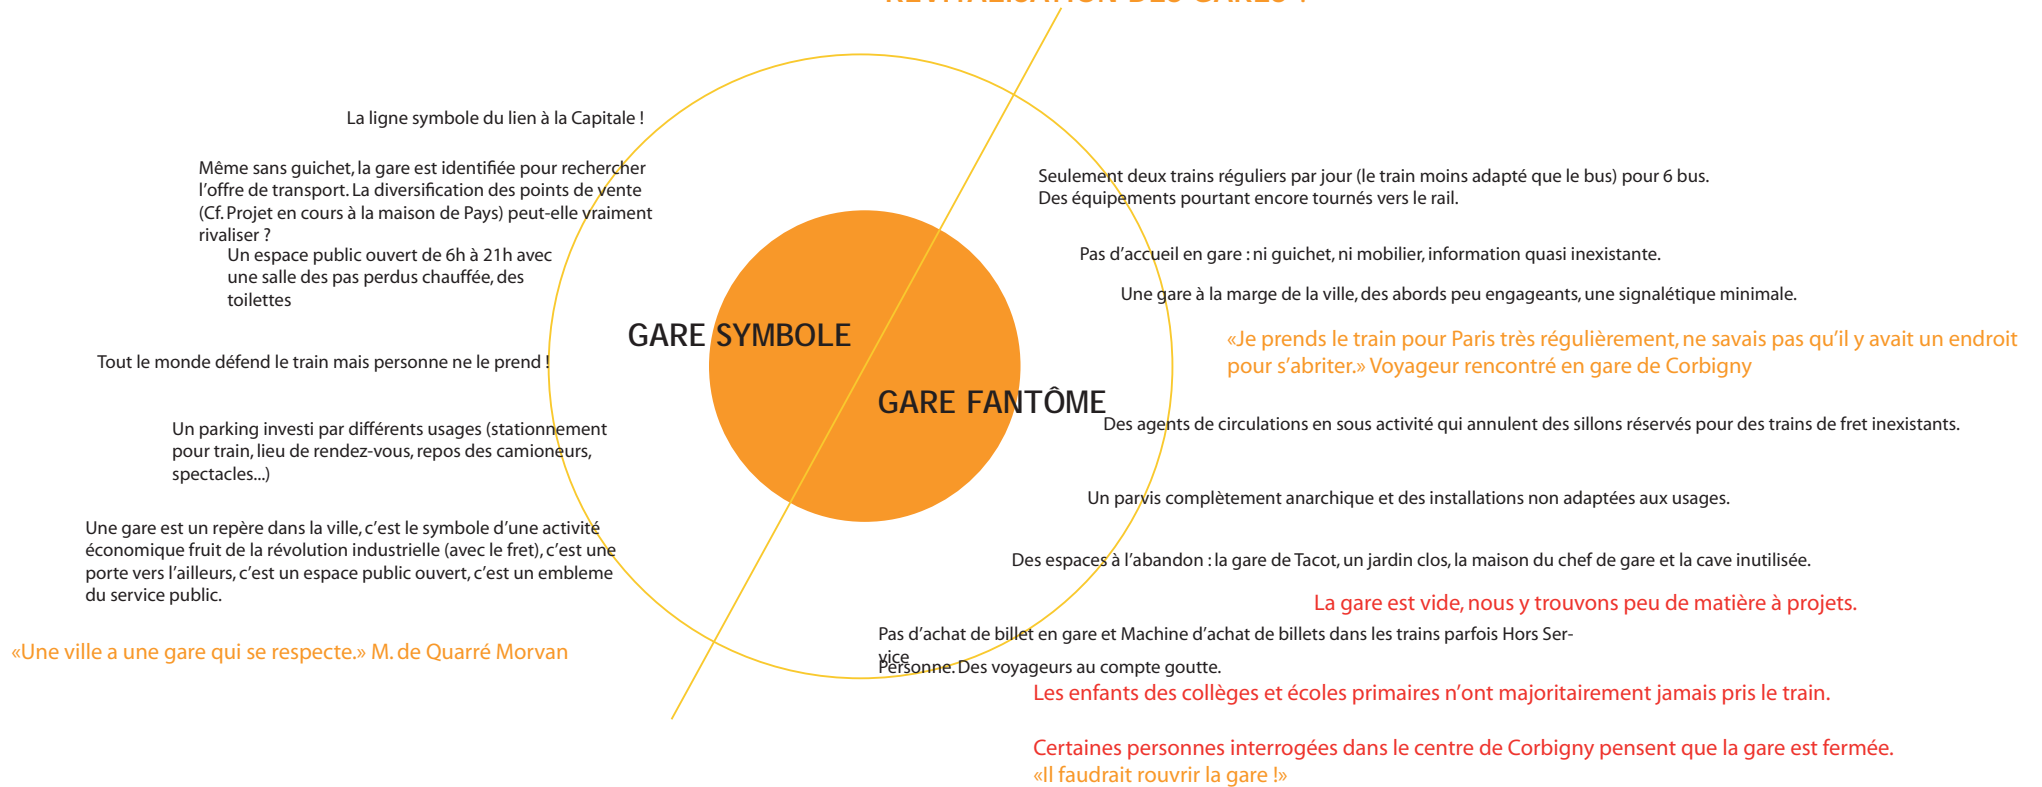 REVITALISATION DES GARES ?
La ligne symbole du lien à la Capitale !
Même sans guichet, la gare est identifiée pour rechercher
l'offre de transport. La diversification des points de vente
(Cf. Projet en cours à la maison de Pays) peut-elle vraiment
rivaliser ?
Un espace public ouvert de 6h à 21h avec
une salle des pas perdus chauffée, des
toilettes
GARE SYMBOLE
Tout le monde défend le train mais personne ne le prend !
Un parking investi par différents usages (stationnement
pour train, lieu de rendez-vous, repos des camioneurs,
spectacles...)
Une gare est un repère dans la ville, c'est le symbole d'une activité
économique fruit de la révolution industrielle (avec le fret), c'est une
porte vers l'ailleurs, c'est un espace public ouvert, c'est un embleme
du service public.
«Une ville a une gare qui se respecte.» M. de Quarré Morvan
Seulement deux trains réguliers par jour (le train moins adapté que le bus) pour 6 bus.
Des équipements pourtant encore tournés vers le rail.
Pas d'accueil en gare : ni guichet, ni mobilier, information quasi inexistante.
Une gare à la marge de la ville, des abords peu engageants, une signalétique minimale.
«Je prends le train pour Paris très régulièrement, ne savais pas qu'il y avait un endroit
pour s'abriter.» Voyageur rencontré en gare de Corbigny
GARE FANTÔME
Des agents de circulations en sous activité qui annulent des sillons réservés pour des trains de fret inexistants.
Un parvis complètement anarchique et des installations non adaptées aux usages.
Des espaces à l'abandon : la gare de Tacot, un jardin clos, la maison du chef de gare et la cave inutilisée.
La gare est vide, nous y trouvons peu de matière à projets.
Pas d'achat de billet en gare et Machine d'achat de billets dans les trains parfois Hors Ser-
vice
Personne. Des voyageurs au compte goutte.
Les enfants des collèges et écoles primaires n'ont majoritairement jamais pris le train.
Certaines personnes interrogées dans le centre de Corbigny pensent que la gare est fermée.
«Il faudrait rouvrir la gare !»